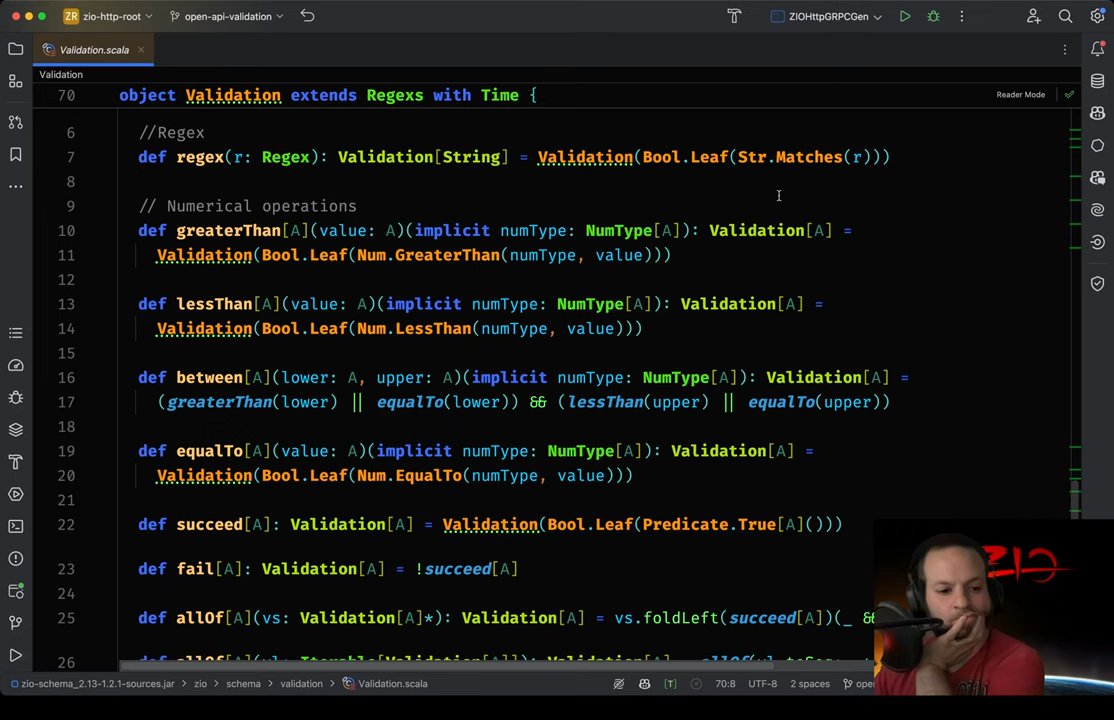 ZR zio-http-root open-api-validation ZIOHttpGRPCGen
Validation.scala
Validation
70 object Validation extends Regexs with Time {
Reader Mode
6 //Regex
7 def regex(r: Regex): Validation[String] = Validation(Bool.Leaf(Str.Matches(r)))
8
9 // Numerical operations
10 def greaterThan[A](value: A)(implicit numType: NumType[A]): Validation[A] =
11 Validation(Bool.Leaf(Num.GreaterThan(numType, value)))
12
13 def lessThan[A](value: A)(implicit numType: NumType[A]): Validation[A] =
14 Validation(Bool.Leaf(Num.LessThan(numType, value)))
15
16 def between[A](lower: A, upper: A)(implicit numType: NumType[A]): Validation[A] =
17 (greaterThan(lower) || equalTo(lower)) && (lessThan(upper) || equalTo(upper))
18
19 def equalTo[A](value: A)(implicit numType: NumType[A]): Validation[A] =
20 Validation(Bool.Leaf(Num.EqualTo(numType, value)))
21
22 def succeed[A]: Validation[A] = Validation(Bool.Leaf(Predicate.True[A]()))
23 def fail[A]: Validation[A] = !succeed[A]
24
25 def allOf[A](vs: Validation[A]*): Validation[A] = vs.foldLeft(succeed[A])(_ &&
26
ZIO
zio-schema_2.13-1.2.1-sources.jar zio schema validation Validation.scala 70:8 UTF-8 2 spaces